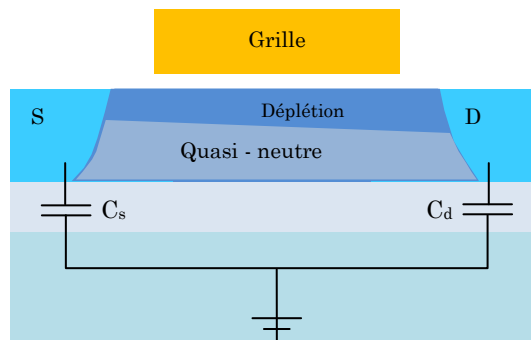 Grille
S
Déplétion
D
Quasi - neutre
Cs
Cd